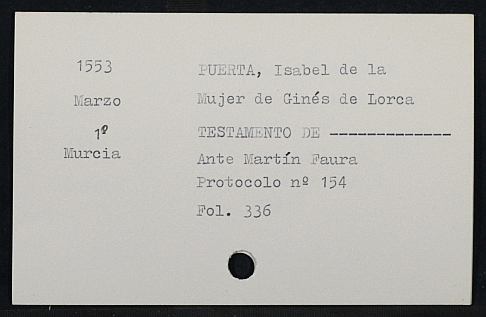 1553
PUERTA, Isabel de la
Marzo
Mujer de Ginés de Lorca
1º
TESTAMENTO DE -------------
Murcia
Ante Martín Faura
Protocolo nº 154
Fol. 336